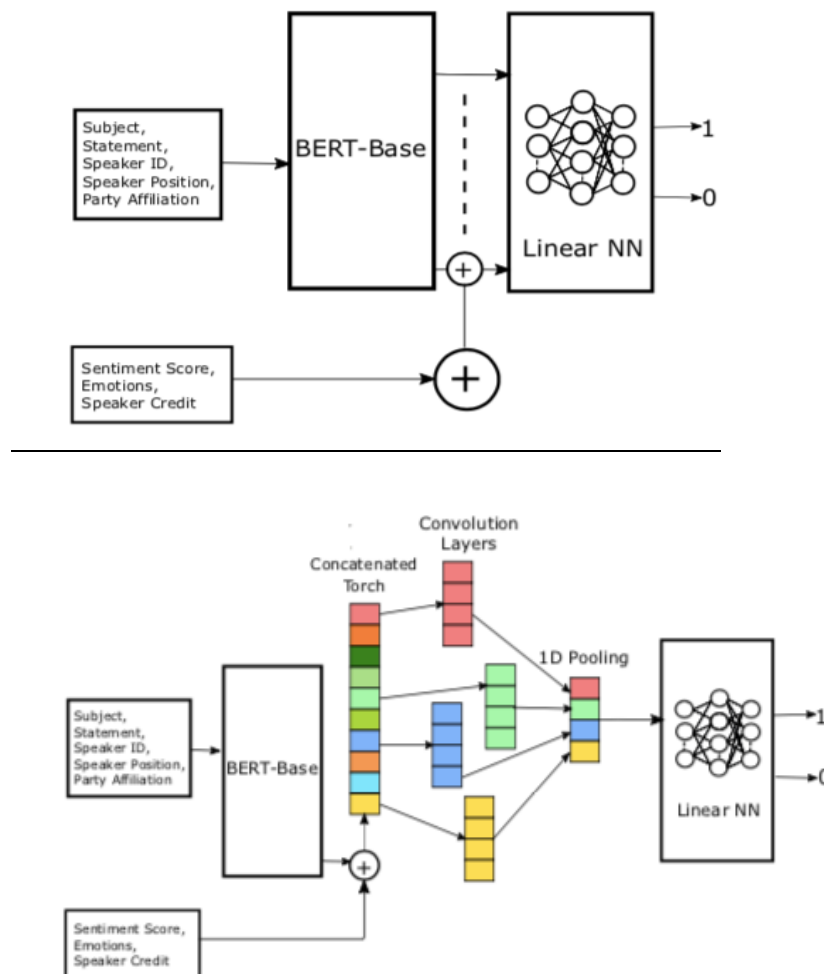 Subject,
Statement,
Speaker ID,
Speaker Position,
Party Affiliation
BERT-Base
+
Linear NN
1
0
Sentiment Score,
Emotions,
Speaker Credit
+
Convolution
Layers
Concatenated
Torch
1D Pooling
Subject,
Statement,
Speaker ID,
Speaker Position,
Party Affiliation
BERT-Base
+
Linear NN
1
0
Sentiment Score,
Emotions,
Speaker Credit